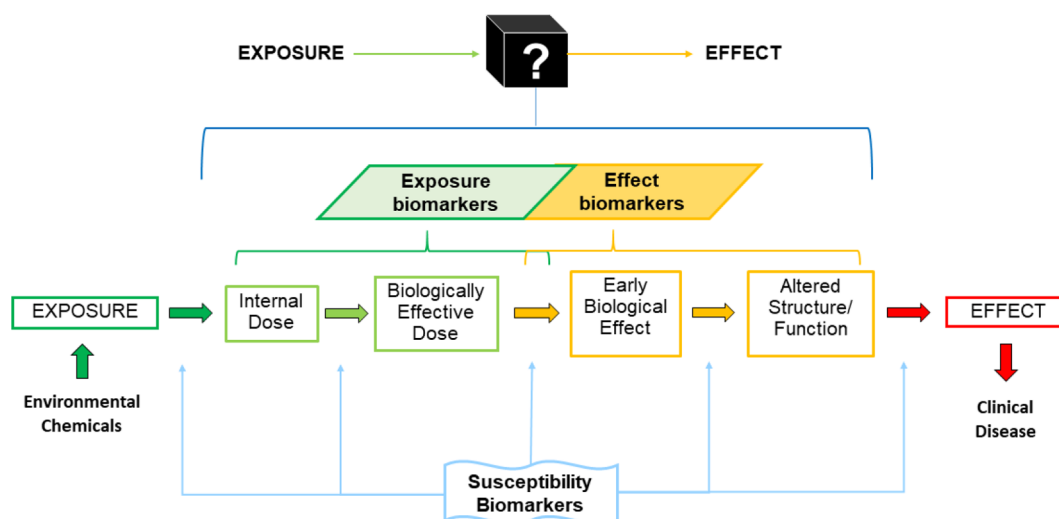 EXPOSURE
?
EFFECT
Exposure
biomarkers
Effect
biomarkers
EXPOSURE
Internal
Dose
Biologically
Effective
Dose
Early
Biological
Effect
Altered
Structure/
Function
EFFECT
Environmental
Chemicals
Clinical
Disease
Susceptibility
Biomarkers